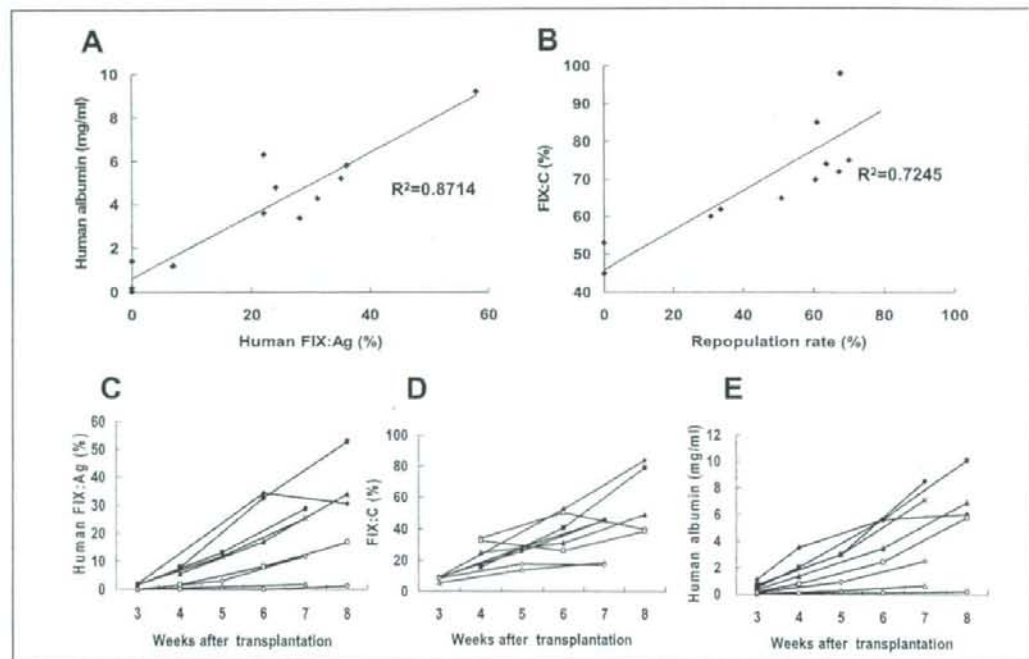 A
Human albumin (mg/ml)
10
8
6
4
2
0
0 20 40 60
R²=0.8714
Human FIX:Ag (%)
B
FIX:C (%)
100
90
80
70
60
50
40
0 20 40 60 80 100
R²=0.7245
Repopulation rate (%)
C
Human FIX:Ag (%)
60
50
40
30
20
10
0
3 4 5 6 7 8
Weeks after transplantation
D
FIX:C (%)
100
80
60
40
20
0
3 4 5 6 7 8
Weeks after transplantation
E
Human albumin (mg/ml)
12
10
8
6
4
2
0
3 4 5 6 7 8
Weeks after transplantation